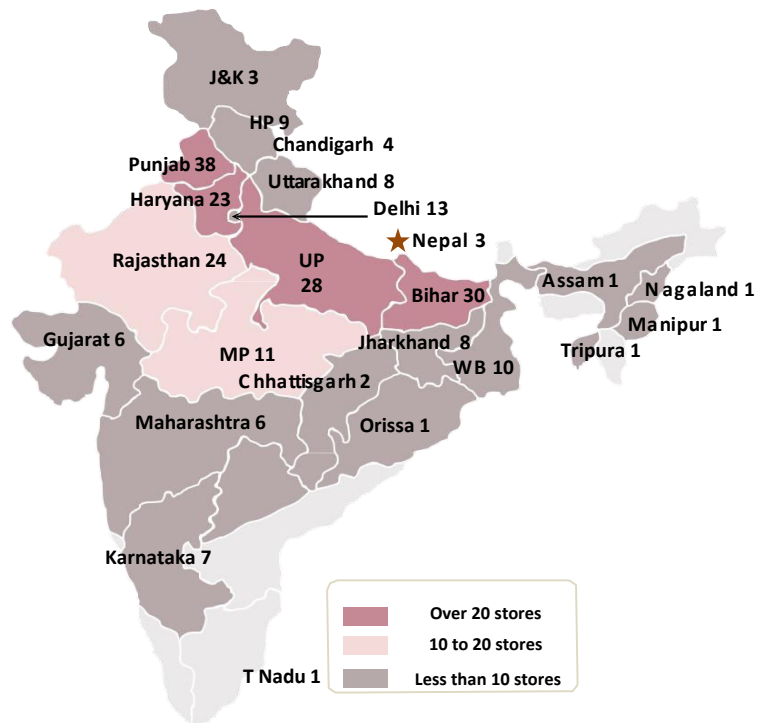 J&K 3
HP 9
Chandigarh 4
Punjab 38
Uttarakhand 8
Haryana 23
Delhi 13
Nepal 3
Rajasthan 24
UP
28
Bihar 30
Assam 1
Nagaland 1
Manipur 1
Tripura 1
Gujarat 6
MP 11
Jharkhand 8
WB 10
Chhattisgarh 2
Maharashtra 6
Orissa 1
Karnataka 7
T Nadu 1
Over 20 stores
10 to 20 stores
Less than 10 stores